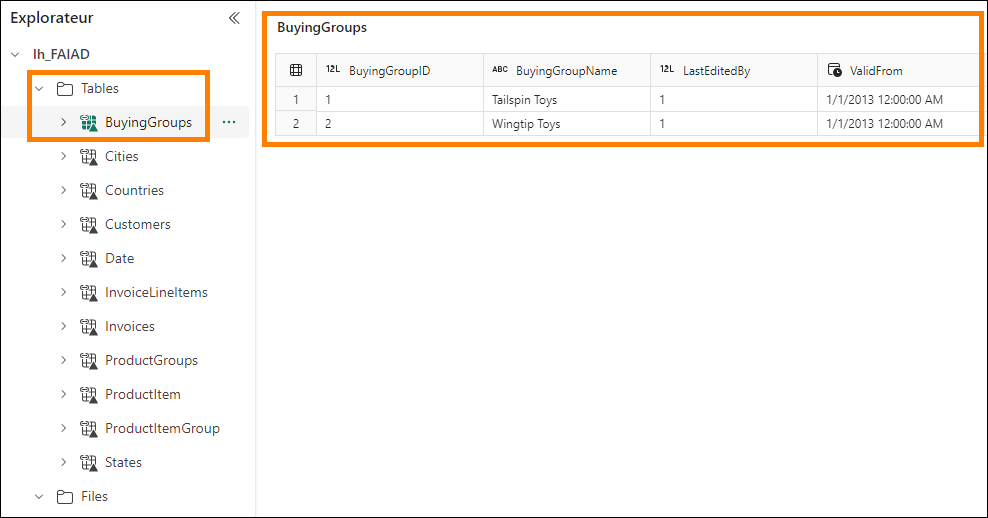 Explorateur
lh_FAIAD
Tables
BuyingGroups
Cities
Countries
Customers
Date
InvoiceLineItems
Invoices
ProductGroups
ProductItem
ProductItemGroup
States
Files
BuyingGroups
12L BuyingGroupID ABC BuyingGroupName 12L LastEditedBy ValidFrom
1 1 Tailspin Toys 1 1/1/2013 12:00:00 AM
2 2 Wingtip Toys 1 1/1/2013 12:00:00 AM